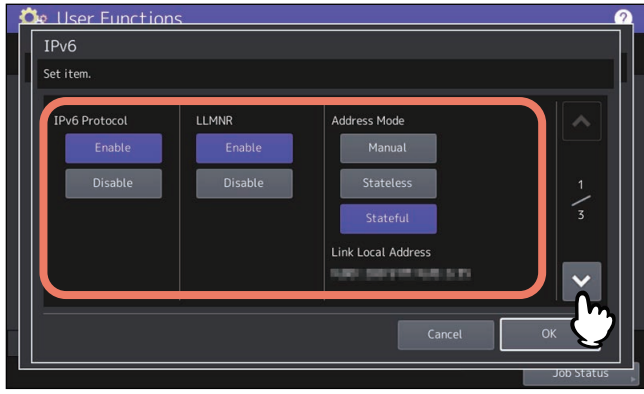 User Functions
?
IPv6
Set item.
IPv6 Protocol
LLMNR
Address Mode
Enable
Enable
Manual
Disable
Disable
Stateless
1
3
Stateful
Link Local Address
Cancel
OK
Job Status